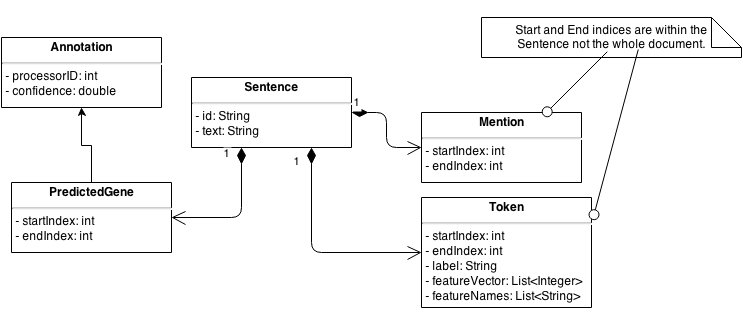 Start and End indices are within the
Sentence not the whole document.
Annotation
- processorID: int
- confidence: double
Sentence
- id: String
- text: String
1
1
1
Mention
- startIndex: int
- endIndex: int
PredictedGene
- startIndex: int
- endIndex: int
Token
- startIndex: int
- endIndex: int
- label: String
- featureVector: List<Integer>
- featureNames: List<String>